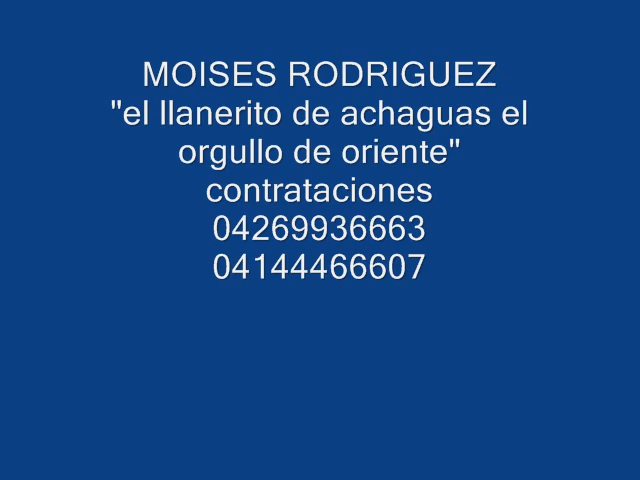 MOISES RODRIGUEZ
"el llanerito de achaguas el
orgullo de oriente"
contrataciones
04269936663
04144466607